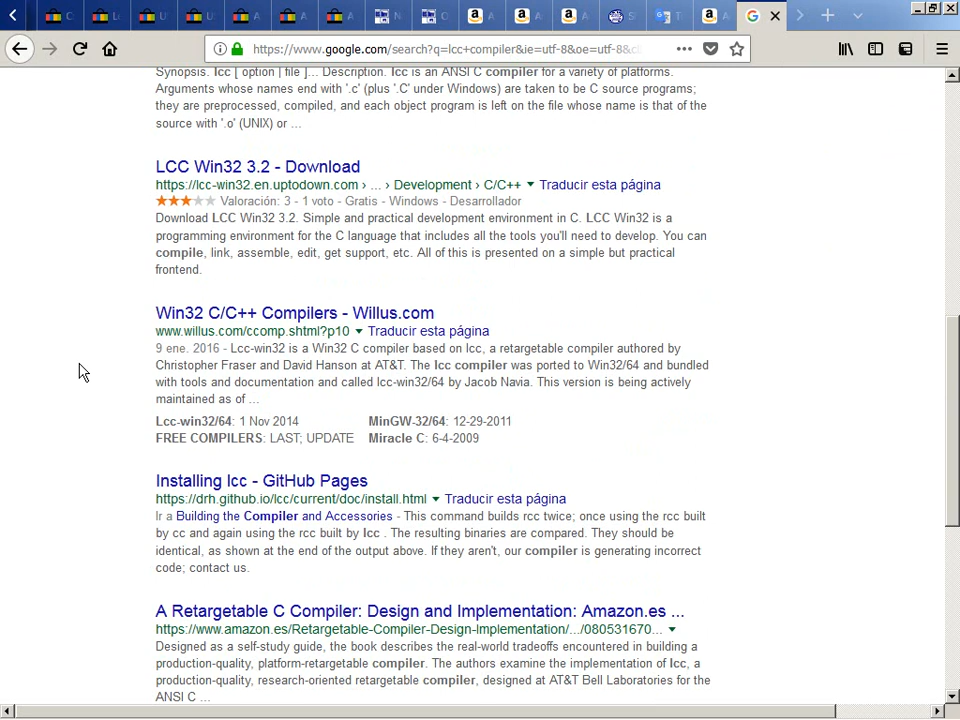 https://www.google.com/search?q=lcc+compiler&ie=utf-8&oe=utf-8&cl
Synopsis. lcc [ option | file ]... Description. lcc is an ANSI C compiler for a variety of platforms.
Arguments whose names end with '.c' (plus '.C' under Windows) are taken to be C source programs;
they are preprocessed, compiled, and each object program is left on the file whose name is that of the
source with '.o' (UNIX) or ...
LCC Win32 3.2 - Download
https://lcc-win32.en.uptodown.com › ... › Development › C/C++ ▼ Traducir esta página
Valoración: 3 - 1 voto - Gratis - Windows - Desarrollador
Download LCC Win32 3.2. Simple and practical development environment in C. LCC Win32 is a
programming environment for the C language that includes all the tools you'll need to develop. You can
compile, link, assemble, edit, get support, etc. All of this is presented on a simple but practical
frontend.
Win32 C/C++ Compilers - Willus.com
www.willus.com/ccomp.shtml?p10 ▼ Traducir esta página
9 ene. 2016 - Lcc-win32 is a Win32 C compiler based on lcc, a retargetable compiler authored by
Christopher Fraser and David Hanson at AT&T. The lcc compiler was ported to Win32/64 and bundled
with tools and documentation and called lcc-win32/64 by Jacob Navia. This version is being actively
maintained as of ...
Lcc-win32/64: 1 Nov 2014 MinGW-32/64: 12-29-2011
FREE COMPILERS: LAST; UPDATE Miracle C: 6-4-2009
Installing lcc - GitHub Pages
https://drh.github.io/lcc/current/doc/install.html ▼ Traducir esta página
Ir a Building the Compiler and Accessories - This command builds rcc twice; once using the rcc built
by cc and again using the rcc built by lcc . The resulting binaries are compared. They should be
identical, as shown at the end of the output above. If they aren't, our compiler is generating incorrect
code; contact us.
A Retargetable C Compiler: Design and Implementation: Amazon.es ...
https://www.amazon.es/Retargetable-Compiler-Design-Implementation/.../080531670... ▼
Designed as a self-study guide, the book describes the real-world tradeoffs encountered in building a
production-quality, platform-retargetable compiler. The authors examine the implementation of lcc, a
production-quality, research-oriented retargetable compiler, designed at AT&T Bell Laboratories for the
ANSI C ...